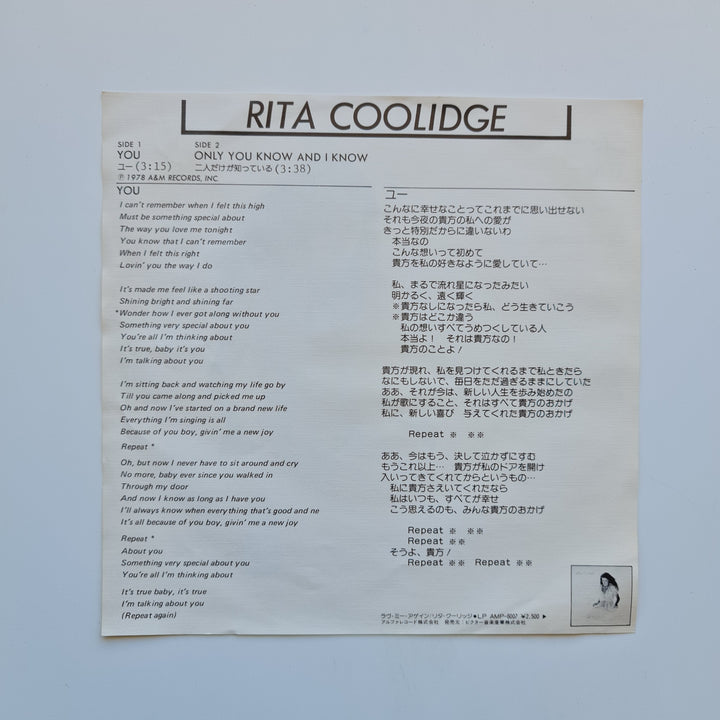 RITA COOLIDGE
SIDE 1
YOU
ユー(3:15)
SIDE 2
ONLY YOU KNOW AND I KNOW
二人だけが知っている(3:38)
℗ 1978 A&M RECORDS, INC.
YOU
I can't remember when I felt this high
Must be something special about
The way you love me tonight
You know that I can't remember
When I felt this right
Lovin' you the way I do
It's made me feel like a shooting star
Shining bright and shining far
*Wonder how I ever got along without you
Something very special about you
You're all I'm thinking about
It's true, baby it's you
I'm talking about you
I'm sitting back and watching my life go by
Till you came along and picked me up
Oh and now I've started on a brand new life
Everything I'm singing is all
Because of you boy, givin' me a new joy
Repeat *
Oh, but now I never have to sit around and cry
No more, baby ever since you walked in
Through my door
And now I know as long as I have you
I'll always know when everything that's good and ne
It's all because of you boy, givin' me a new joy
Repeat *
About you
Something very special about you
You're all I'm thinking about
It's true baby, it's true
I'm talking about you
(Repeat again)
ユー
こんなに幸せなことってこれまでに思い出せない
それも今夜の貴方の私への愛が
きっと特別だからに違いないわ
本当なの
こんな想いって初めて
貴方を私の好きなように愛していて…
私、まるで流れ星になったみたい
明かるく、遠く輝く
※貴方なしになったら私、どう生きていこう
※貴方はどこか違う
私の想いすべてうめつくしている人
本当よ! それは貴方なの!
貴方のことよ!
貴方が現れ、私を見つけてくれるまで私ときたら
なにもしないで、毎日をただ過ぎるままにしていた
ああ、それが今は、新しい人生を歩み始めたの
私が歌にすること、それはすべて貴方のおかげ
私に、新しい喜び 与えてくれた貴方のおかげ
Repeat ※ ※※
ああ、今はもう、決して泣かずにすむ
もうこれ以上… 貴方が私のドアを開け
入いってきてくれてからというもの…
私に貴方さえいてくれたなら
私はいつも、すべてが幸せ
こう思えるのも、みんな貴方のおかげ
Repeat ※ ※※
Repeat ※※
そうよ、貴方!
Repeat ※※ Repeat ※※
ラヴ・ミー・アゲイン/リタ・クーリッジ●LP AMP-6007 ¥2,500 ▶
アルファレコード株式会社 発売元:ビクター音楽産業株式会社